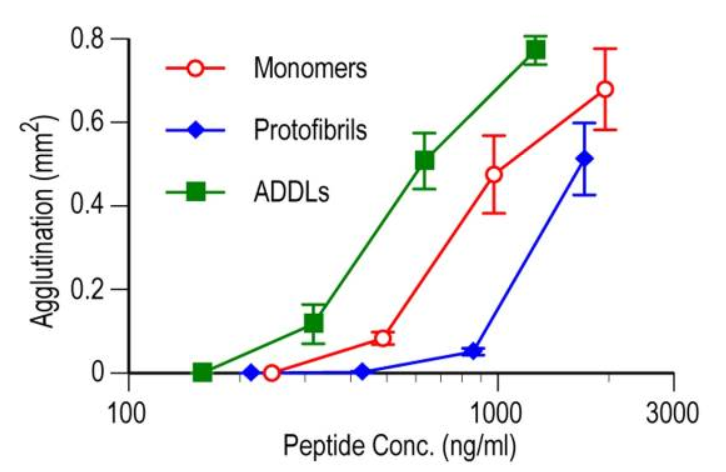 0.8
0.6
0.4
0.2
0
Agglutination (mm²)
Monomers
Protofibrils
ADDLs
100
1000
3000
Peptide Conc. (ng/ml)